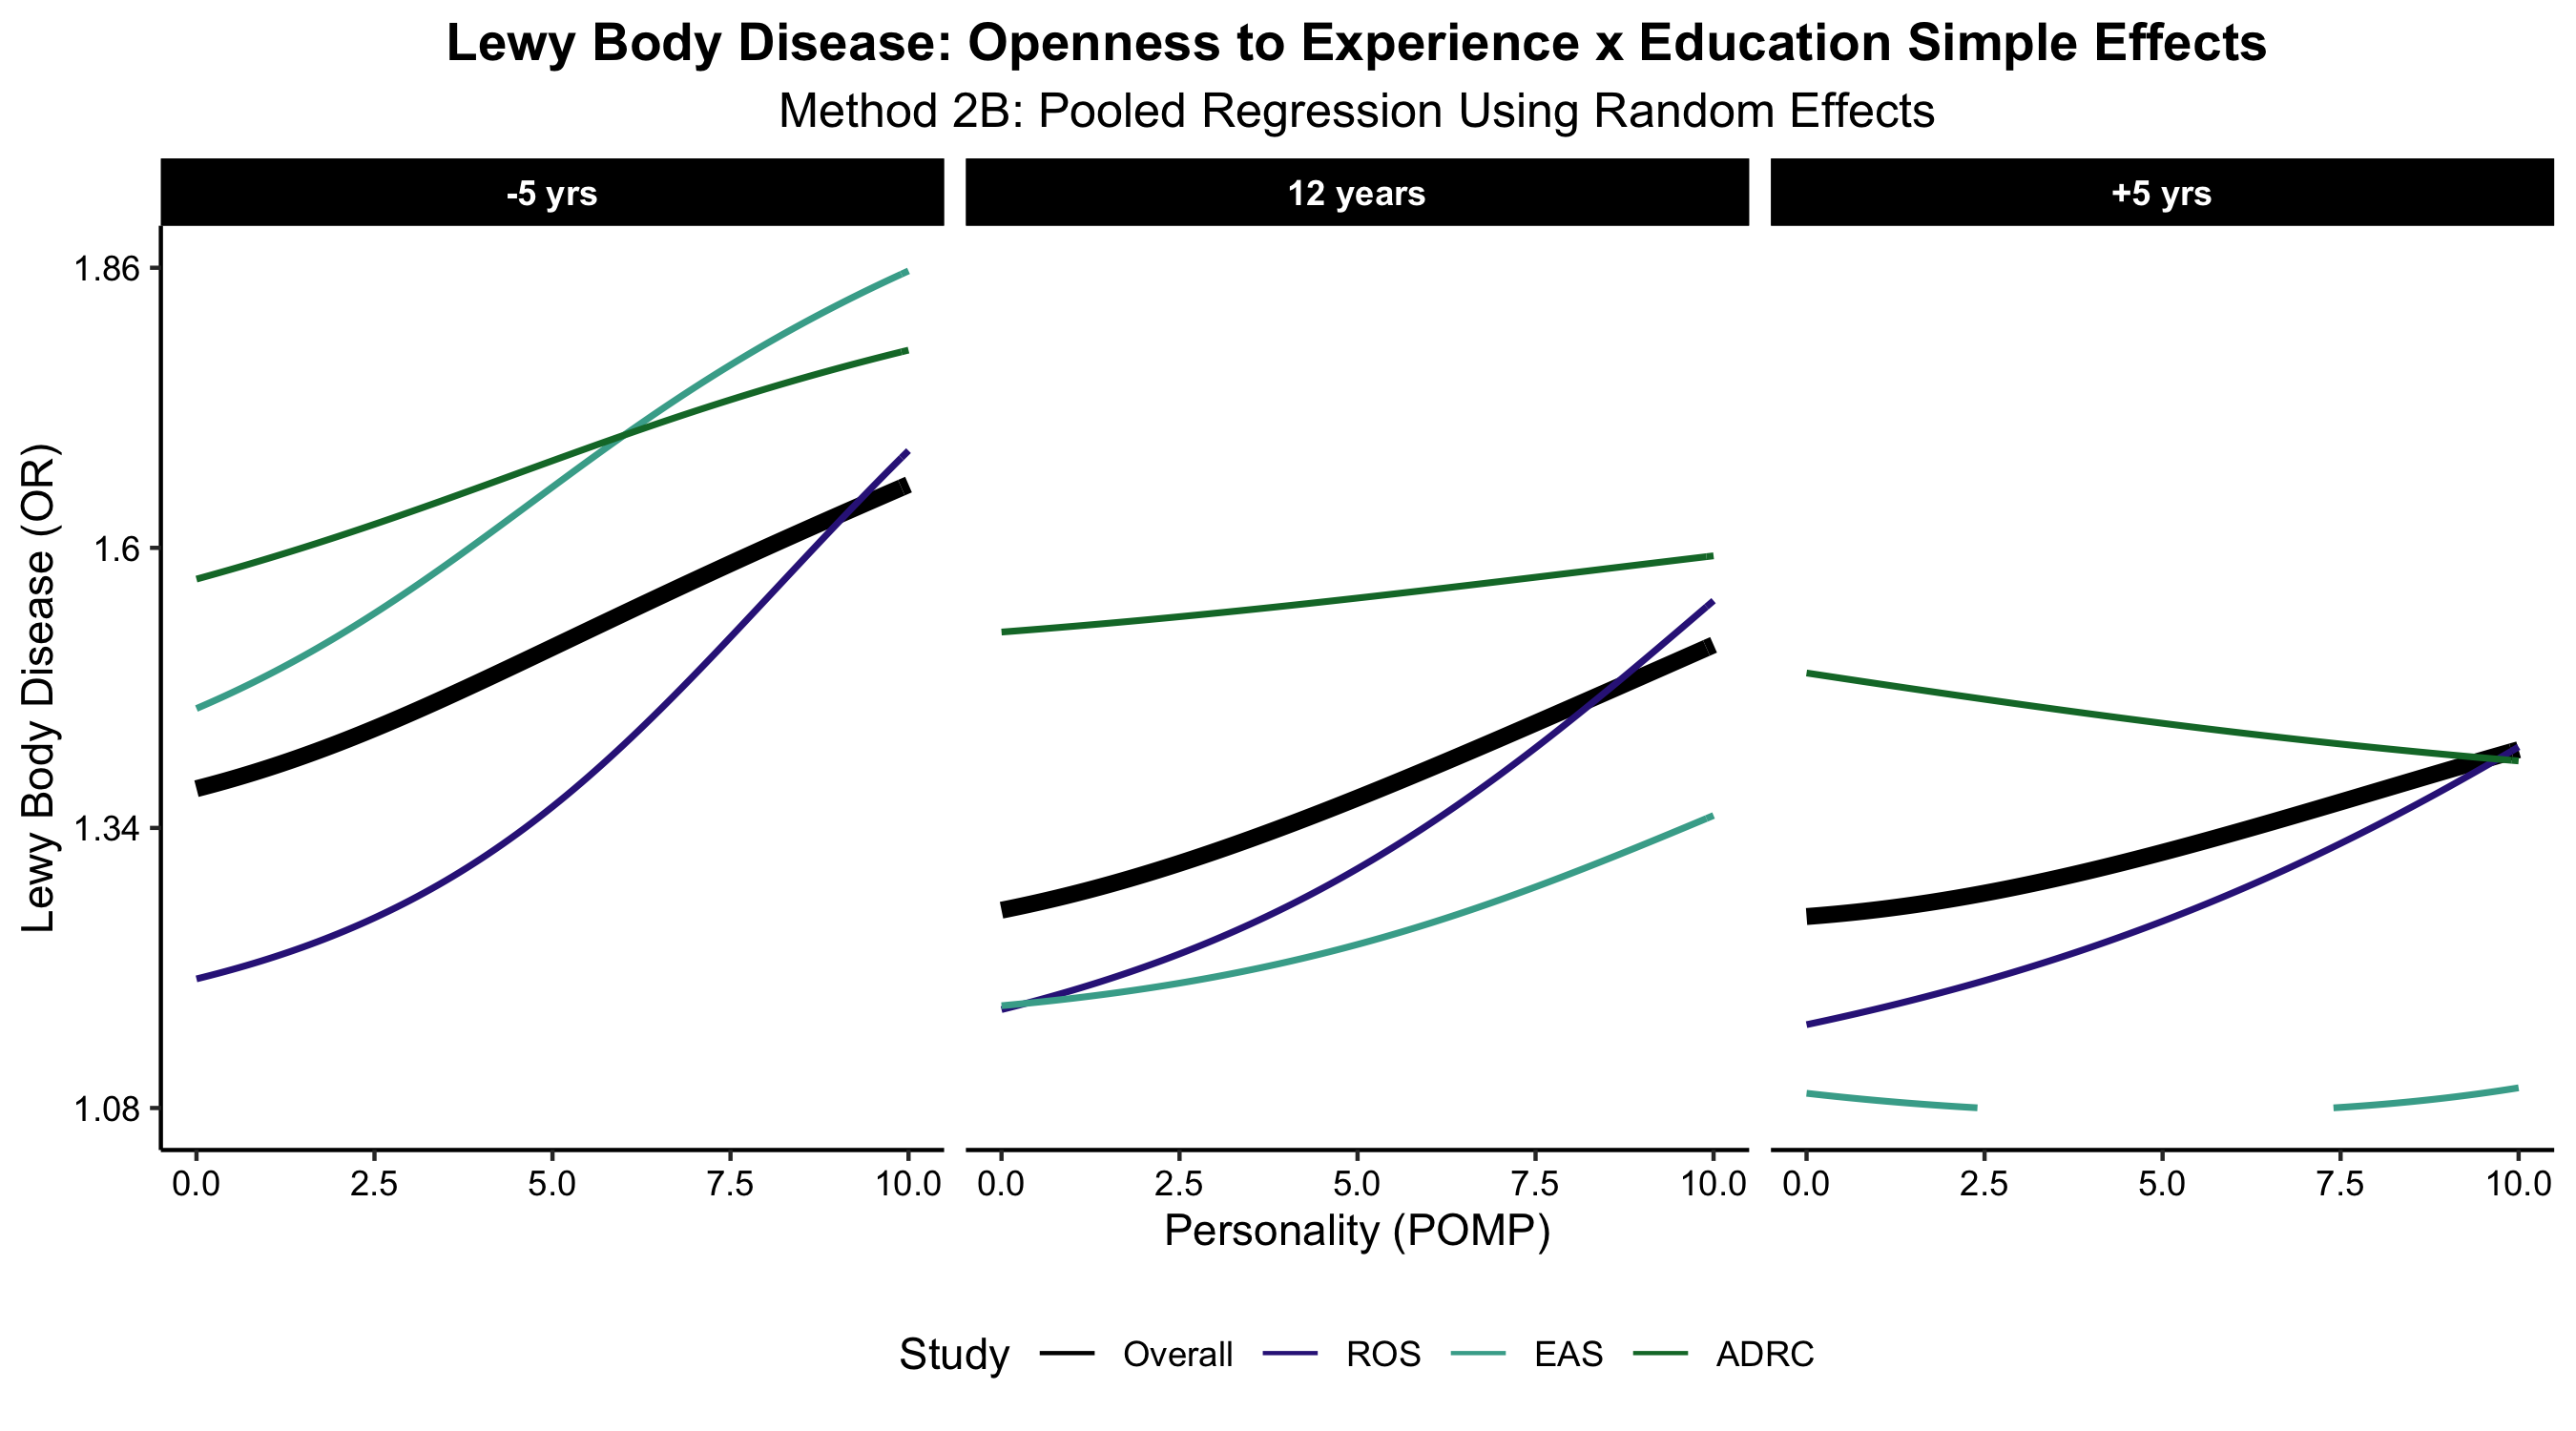 Lewy Body Disease: Openness to Experience x Education Simple Effects
Method 2B: Pooled Regression Using Random Effects
-5 yrs
12 years
+5 yrs
Lewy Body Disease (OR)
1.86
1.6
1.34
1.08
0.0 2.5 5.0 7.5 10.0
0.0 2.5 5.0 7.5 10.0
0.0 2.5 5.0 7.5 10.0
Personality (POMP)
Study Overall ROS EAS ADRC